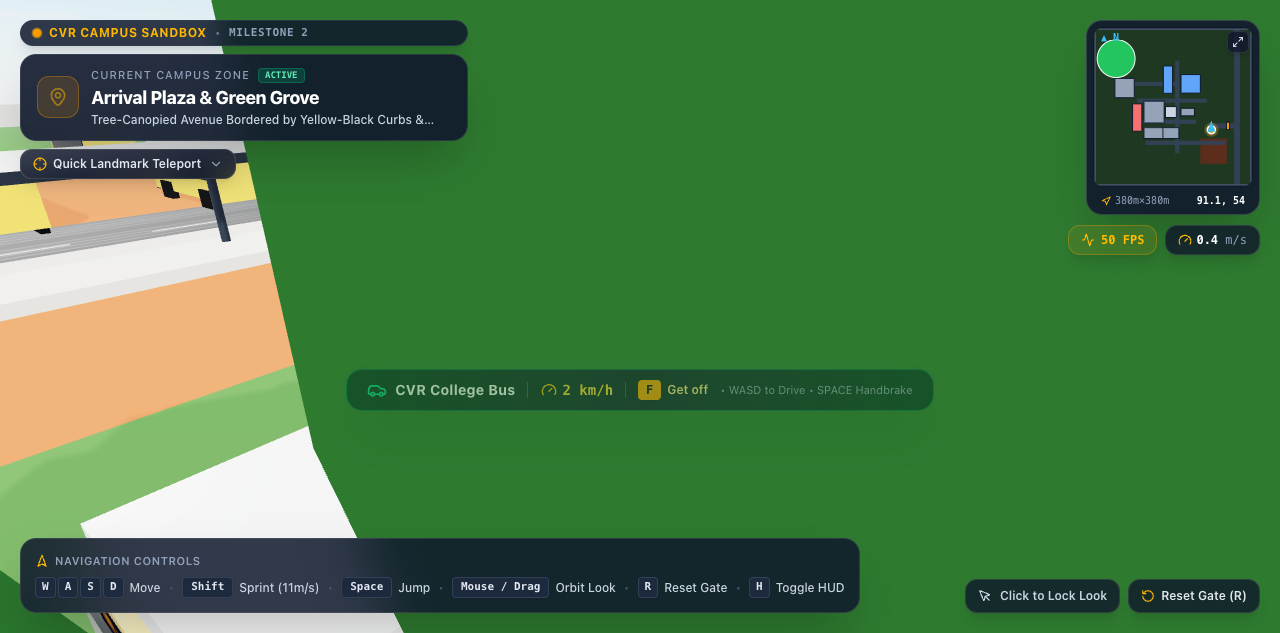 CVR CAMPUS SANDBOX • MILESTONE 2
CURRENT CAMPUS ZONE ACTIVE
Arrival Plaza & Green Grove
Tree-Canopied Avenue Bordered by Yellow-Black Curbs &...
Quick Landmark Teleport
▲ N
380m×380m 91.1, 54
50 FPS 0.4 m/s
CVR College Bus 2 km/h F Get off • WASD to Drive • SPACE Handbrake
NAVIGATION CONTROLS
W A S D Move • Shift Sprint (11m/s) • Space Jump • Mouse / Drag Orbit Look • R Reset Gate • H Toggle HUD
Click to Lock Look Reset Gate (R)